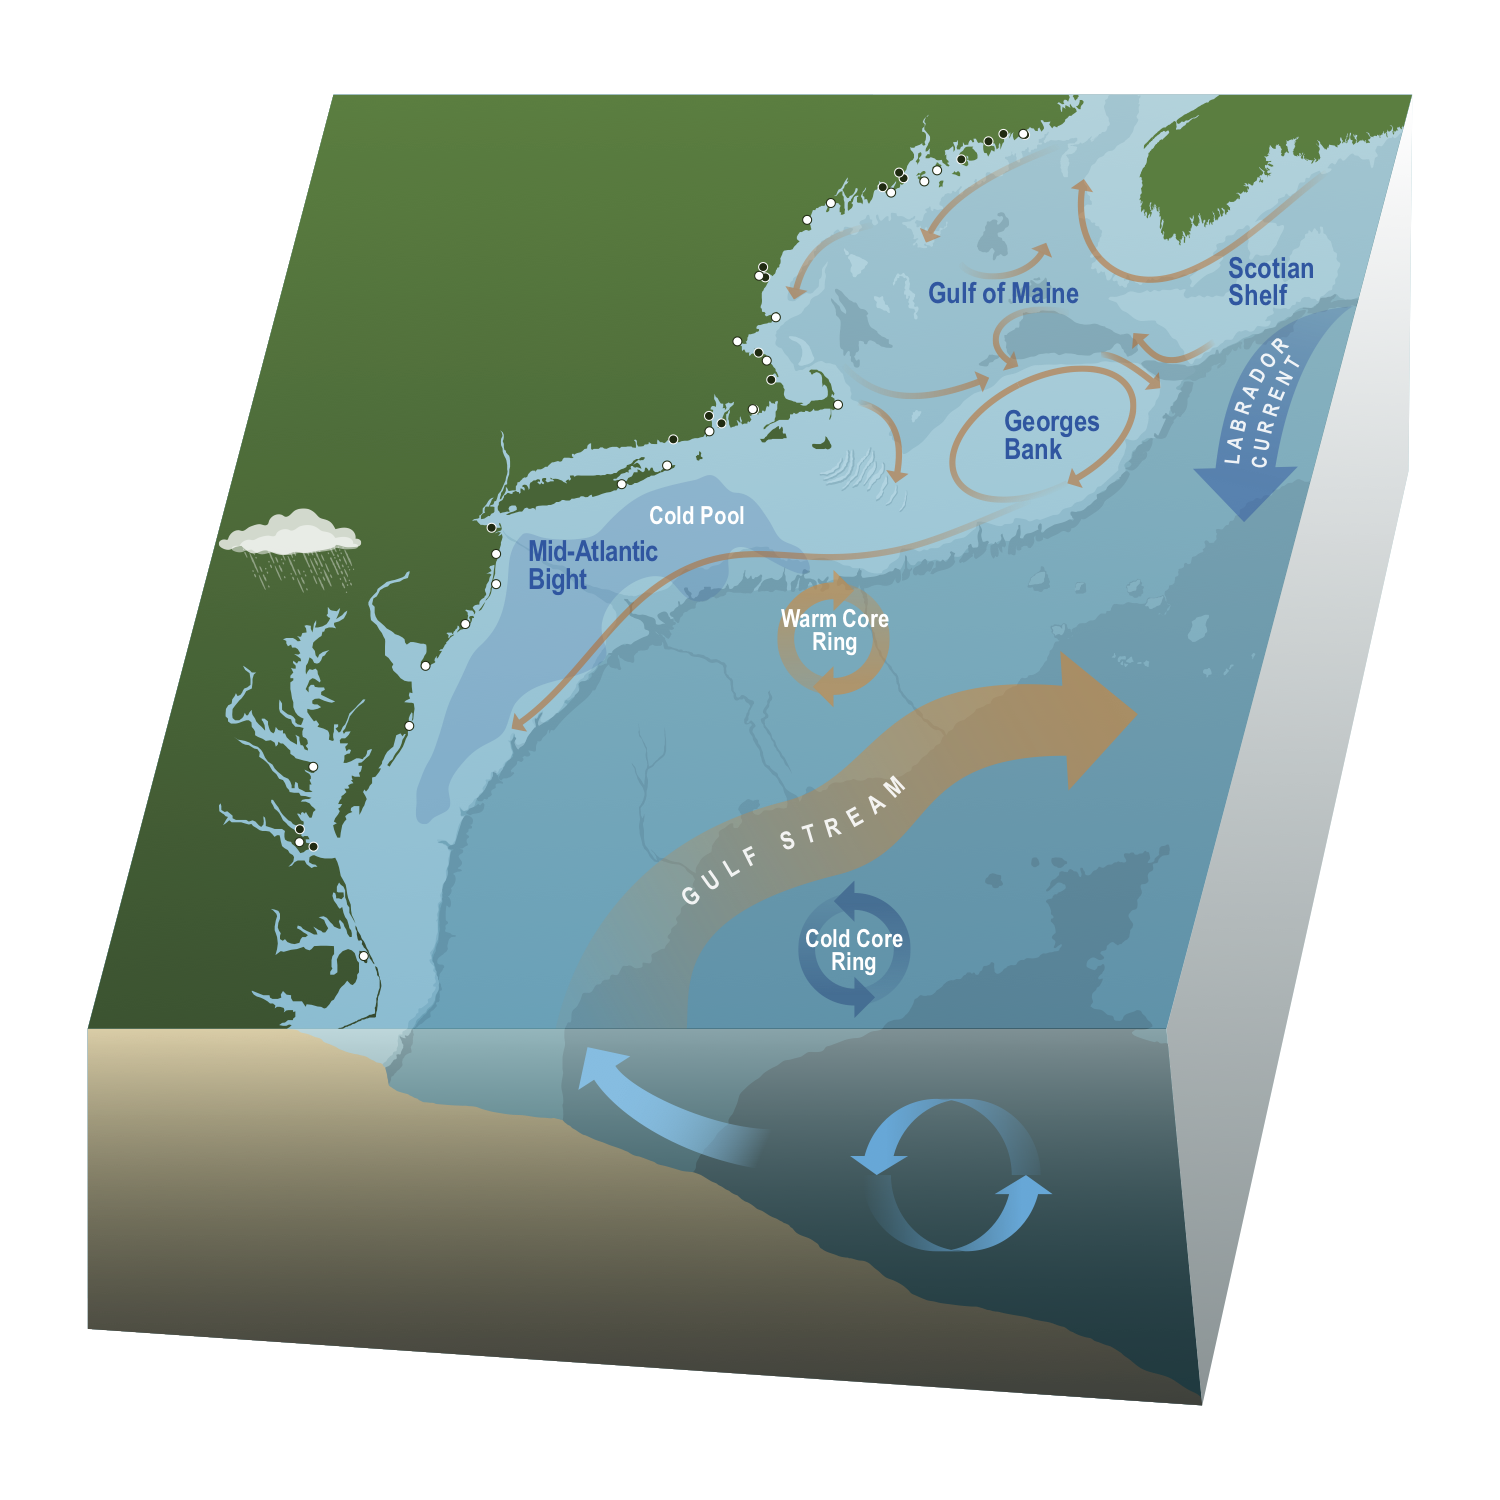 Scotian
Shelf
Gulf of Maine
LABRADOR
CURRENT
Georges
Bank
Cold Pool
Mid-Atlantic
Bight
Warm Core
Ring
GULF STREAM
Cold Core
Ring